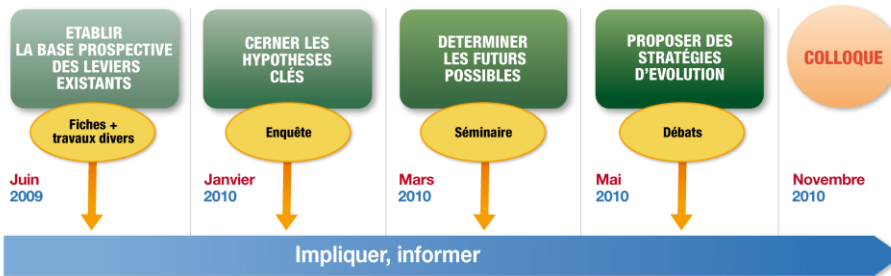 ETABLIR
LA BASE PROSPECTIVE
DES LEVIERS
EXISTANTS
Fiches +
travaux divers
Juin
2009
CERNER LES
HYPOTHESES
CLÉS
Enquête
Janvier
2010
DETERMINER
LES FUTURS
POSSIBLES
Séminaire
Mars
2010
PROPOSER DES
STRATÉGIES
D'EVOLUTION
Débats
Mai
2010
COLLOQUE
Novembre
2010
Impliquer, informer